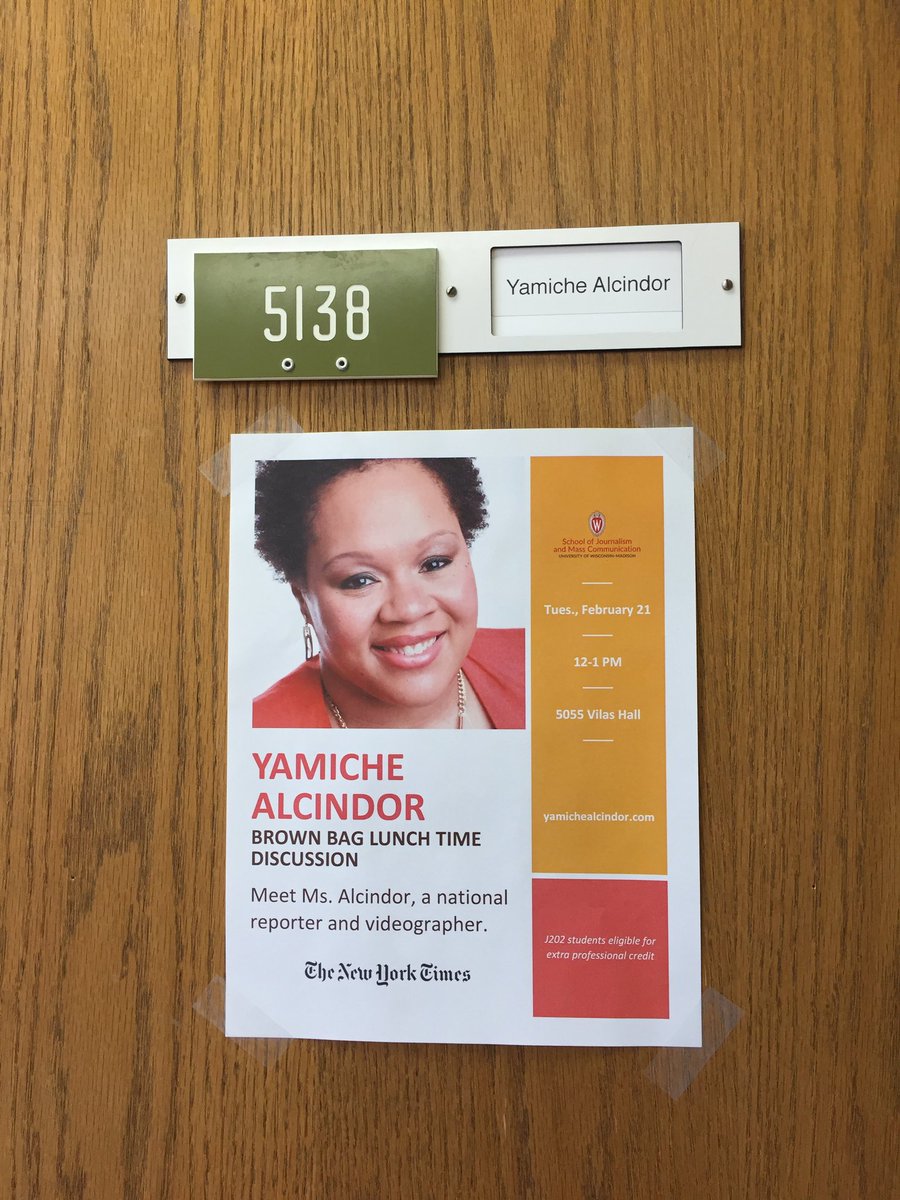 5138
Yamiche Alcindor
W
School of Journalism
and Mass Communication
UNIVERSITY OF WISCONSIN-MADISON
Tues., February 21
12-1 PM
5055 Vilas Hall
yamichealcindor.com
YAMICHE
ALCINDOR
BROWN BAG LUNCH TIME
DISCUSSION
Meet Ms. Alcindor, a national
reporter and videographer.
The New York Times
J202 students eligible for
extra professional credit